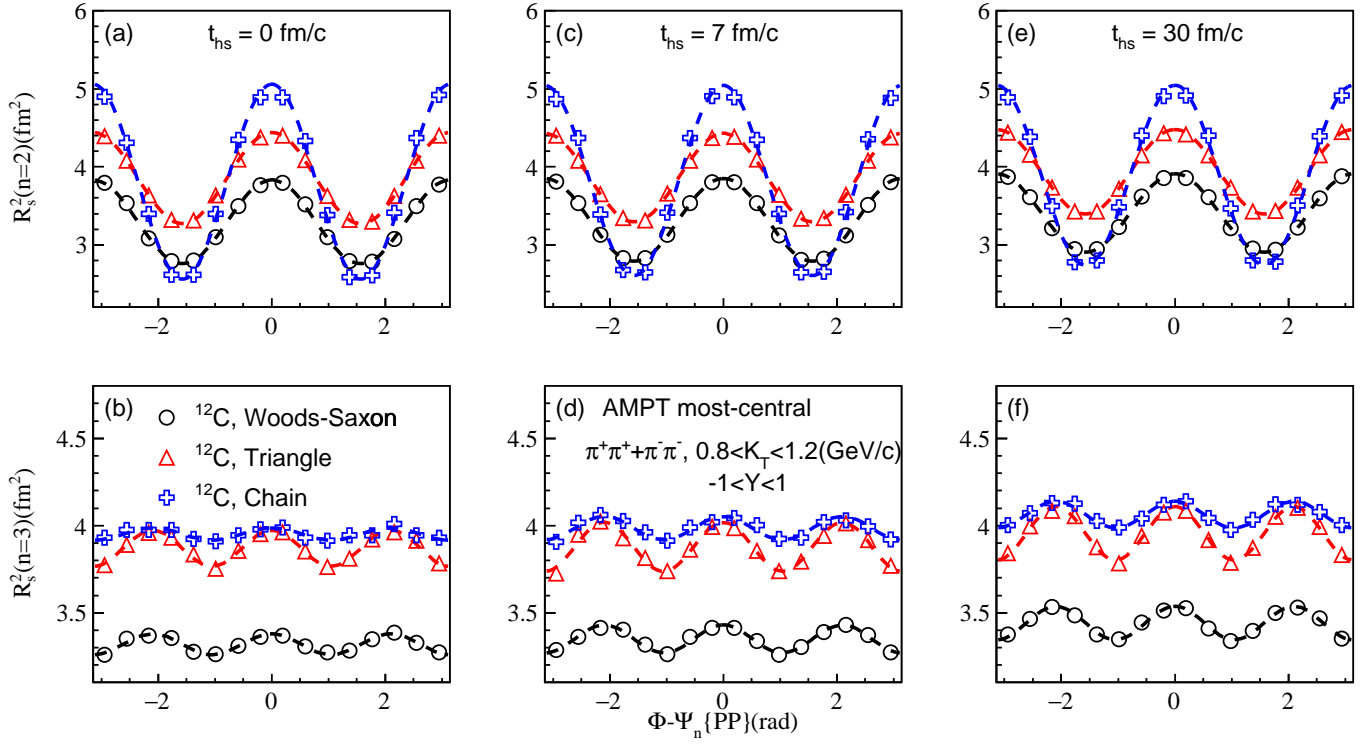 (a) t_hs = 0 fm/c
(c) t_hs = 7 fm/c
(e) t_hs = 30 fm/c
R_s^2(n=2)(fm^2)
6
5
4
3
−2 0 2
6
5
4
3
−2 0 2
6
5
4
3
−2 0 2
(b)
^12C, Woods-Saxon
^12C, Triangle
^12C, Chain
(d) AMPT most-central
π^+π^++π^-π^-, 0.8<K_T<1.2(GeV/c)
-1<Y<1
(f)
R_s^2(n=3)(fm^2)
4.5
4
3.5
−2 0 2
4.5
4
3.5
−2 0 2
4.5
4
3.5
−2 0 2
Φ-Ψ_n{PP}(rad)